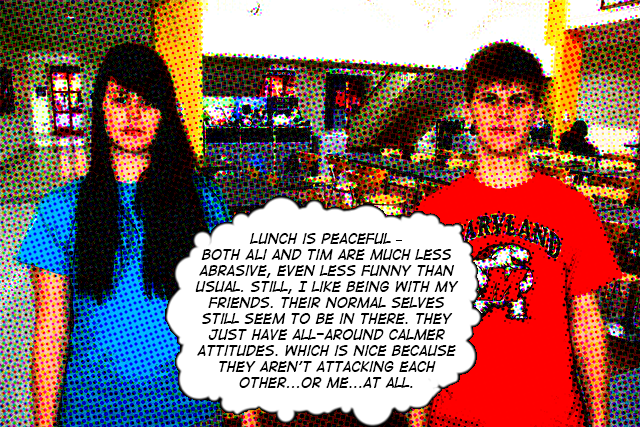 MARYLAND
LUNCH IS PEACEFUL –
BOTH ALI AND TIM ARE MUCH LESS
ABRASIVE, EVEN LESS FUNNY THAN
USUAL. STILL, I LIKE BEING WITH MY
FRIENDS. THEIR NORMAL SELVES
STILL SEEM TO BE IN THERE. THEY
JUST HAVE ALL-AROUND CALMER
ATTITUDES. WHICH IS NICE BECAUSE
THEY AREN'T ATTACKING EACH
OTHER...OR ME...AT ALL.